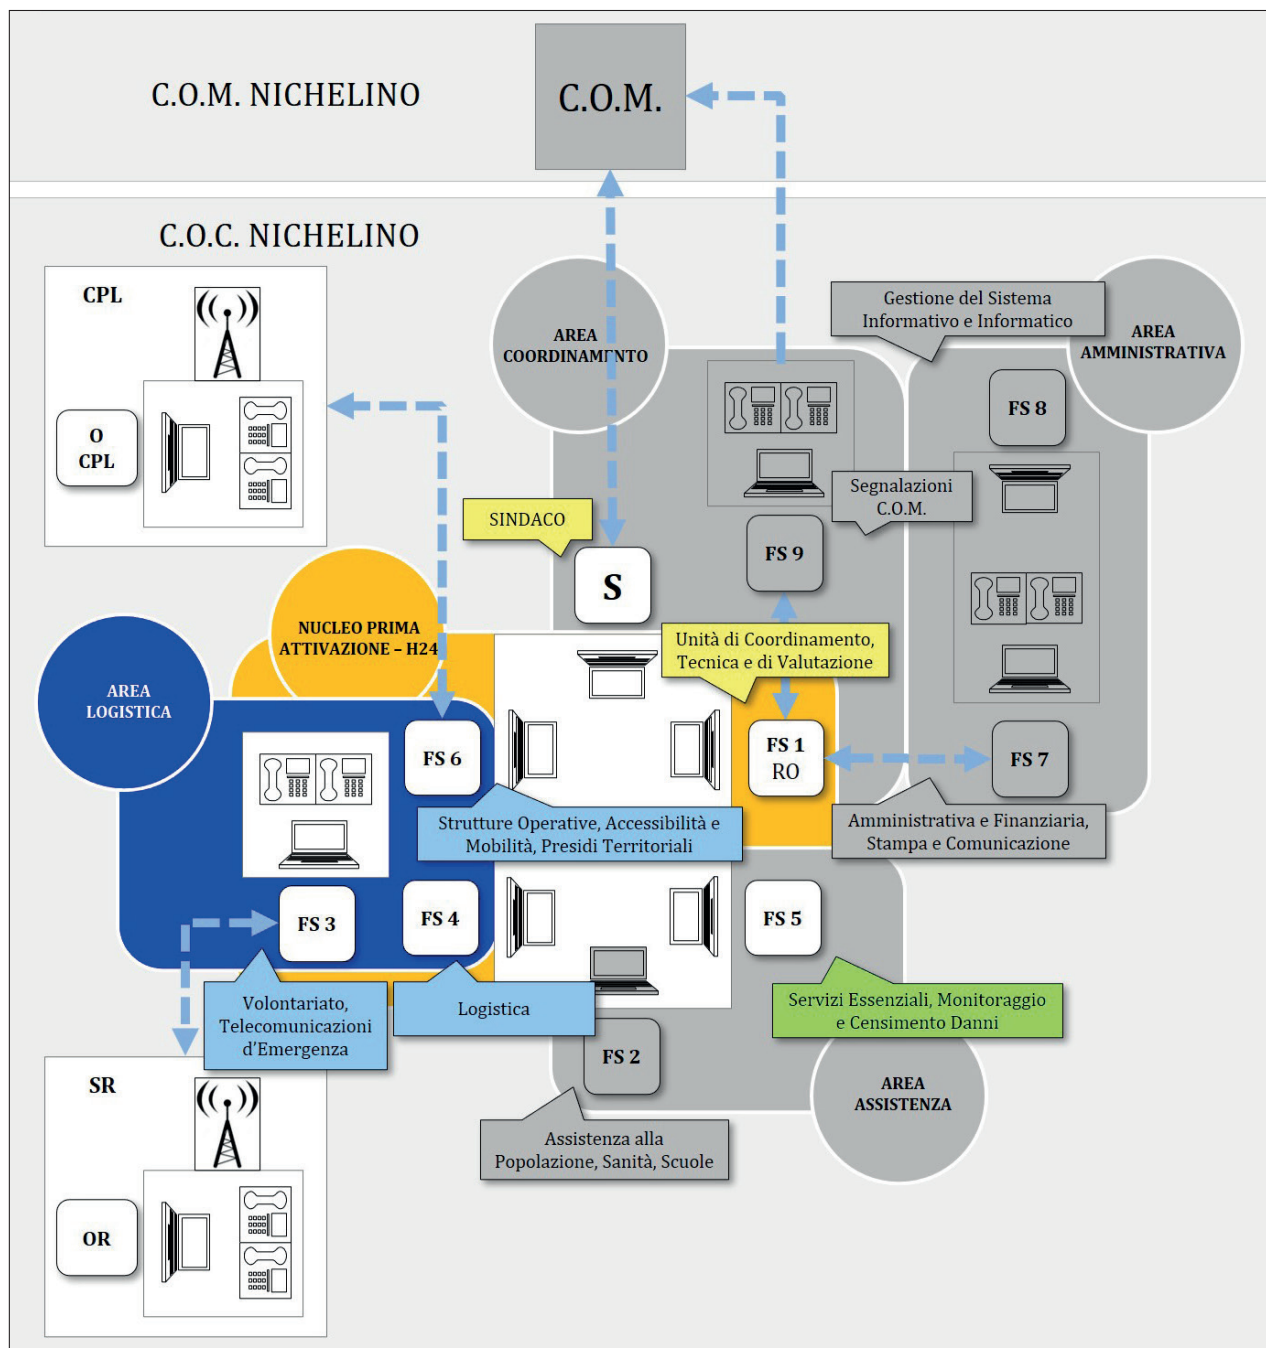 C.O.M. NICHELINO
C.O.M.
C.O.C. NICHELINO
CPL
O
CPL
AREA
COORDINAMENTO
Gestione del Sistema
Informativo e Informatico
AREA
AMMINISTRATIVA
FS 8
Segnalazioni
C.O.M.
SINDACO
S
FS 9
NUCLEO PRIMA
ATTIVAZIONE – H24
Unità di Coordinamento,
Tecnica e di Valutazione
AREA
LOGISTICA
FS 6
FS 1
RO
FS 7
Strutture Operative, Accessibilità e
Mobilità, Presidi Territoriali
Amministrativa e Finanziaria,
Stampa e Comunicazione
FS 3
FS 4
FS 5
Volontariato,
Telecomunicazioni
d'Emergenza
Logistica
Servizi Essenziali, Monitoraggio
e Censimento Danni
FS 2
SR
AREA
ASSISTENZA
Assistenza alla
Popolazione, Sanità, Scuole
OR